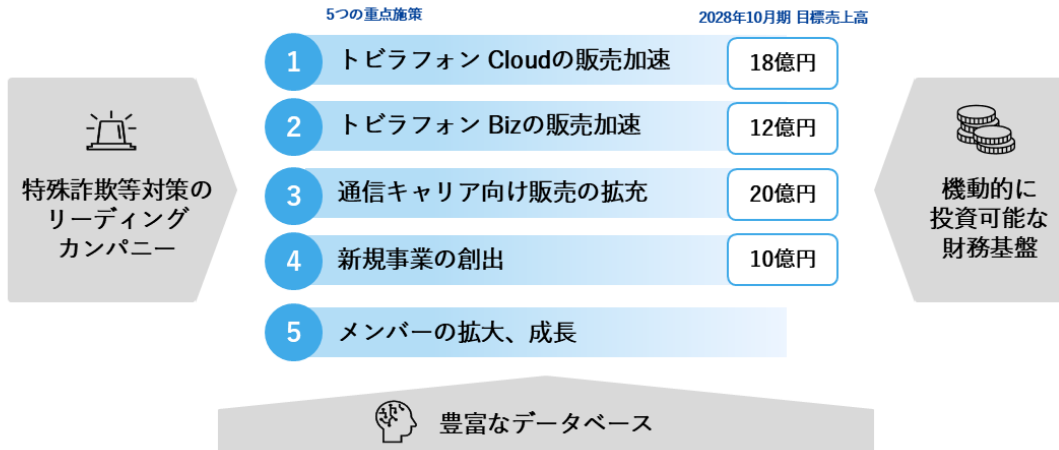 5つの重点施策
2028年10月期 目標売上高
1 トビラフォン Cloudの販売加速 18億円
2 トビラフォン Bizの販売加速 12億円
3 通信キャリア向け販売の拡充 20億円
4 新規事業の創出 10億円
5 メンバーの拡大、成長
特殊詐欺等対策の
リーディング
カンパニー
機動的に
投資可能な
財務基盤
豊富なデータベース